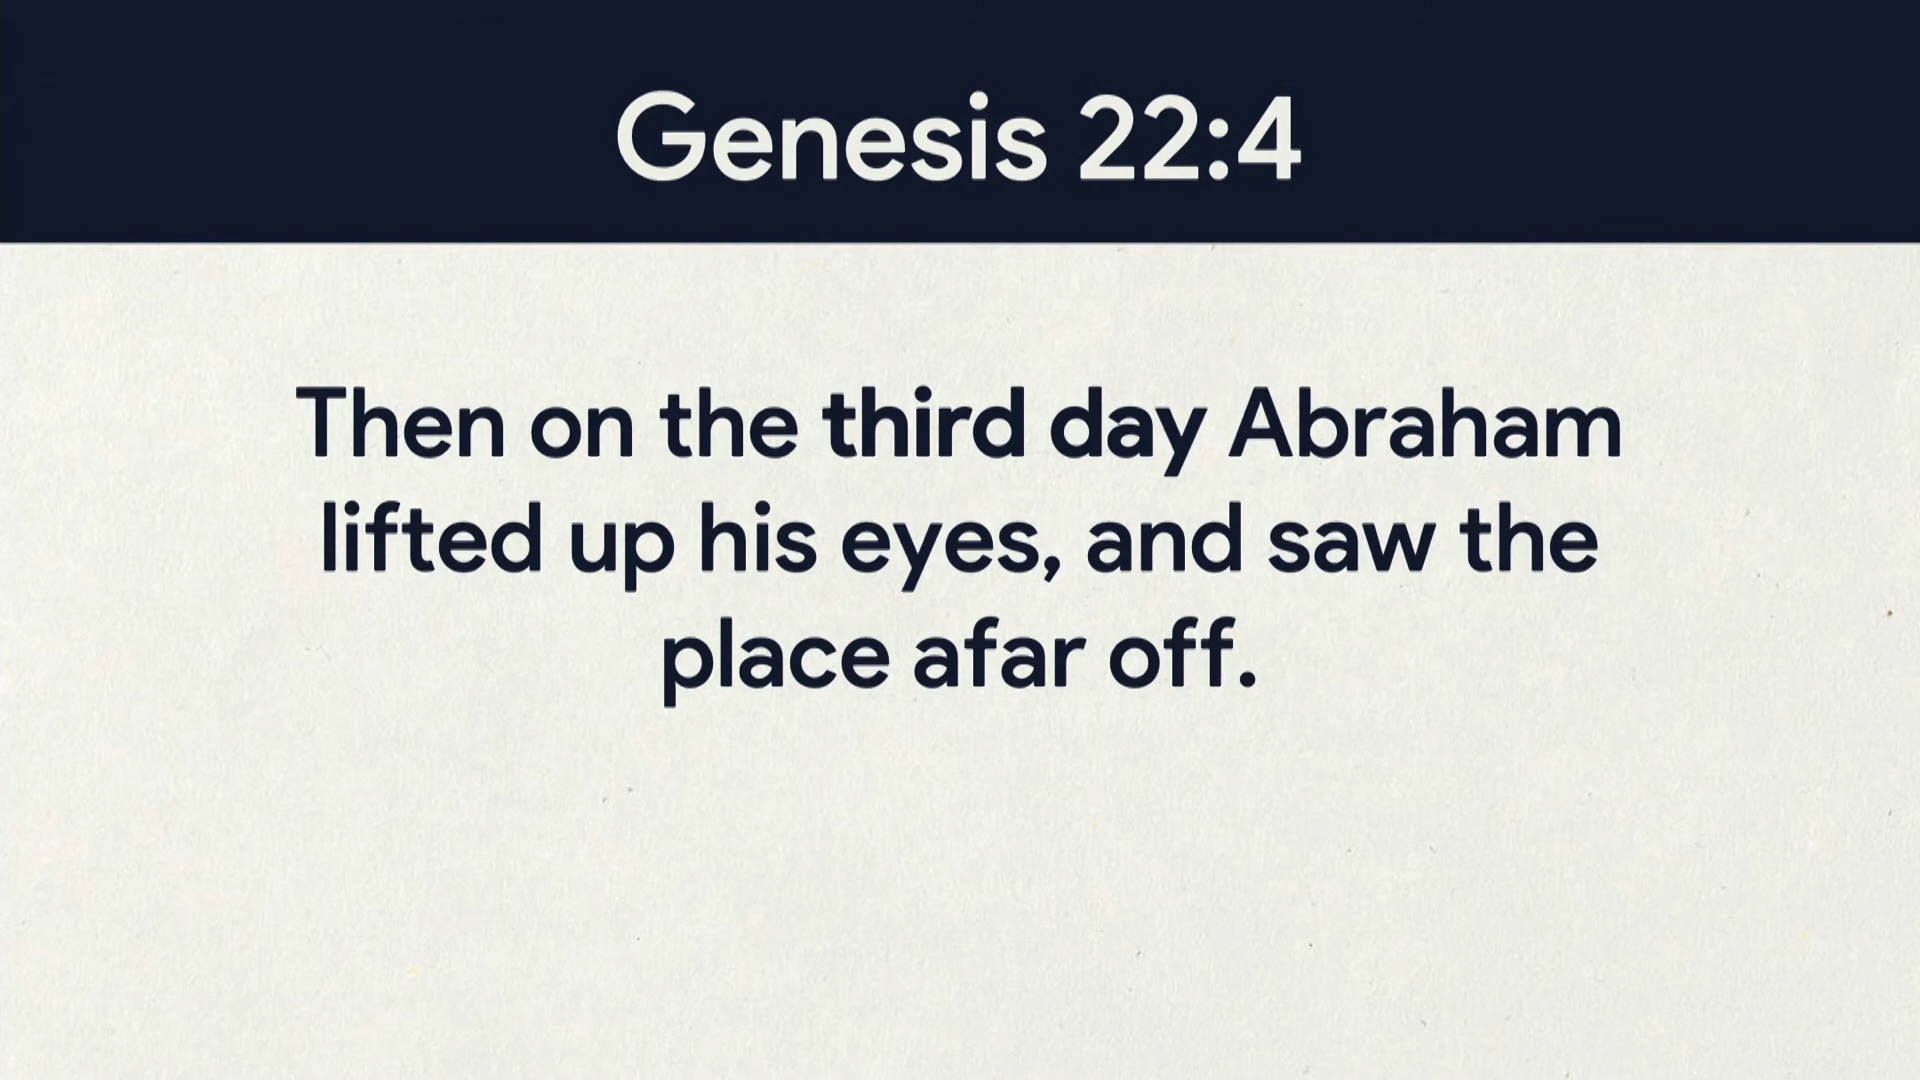 Genesis 22:4
Then on the third day Abraham
lifted up his eyes, and saw the
place afar off.